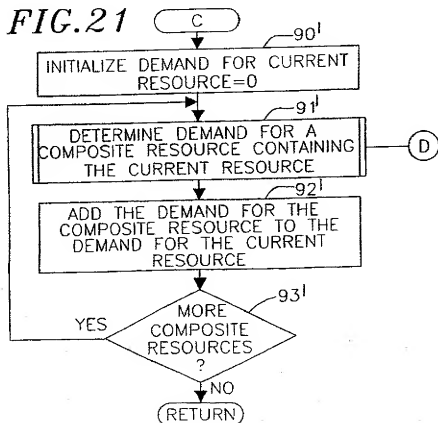 FIG.21
C
90'
INITIALIZE DEMAND FOR CURRENT
RESOURCE=0
91'
DETERMINE DEMAND FOR A
COMPOSITE RESOURCE CONTAINING
THE CURRENT RESOURCE
D
92'
ADD THE DEMAND FOR THE
COMPOSITE RESOURCE TO THE
DEMAND FOR THE CURRENT
RESOURCE
93'
YES
MORE
COMPOSITE
RESOURCES
?
NO
RETURN